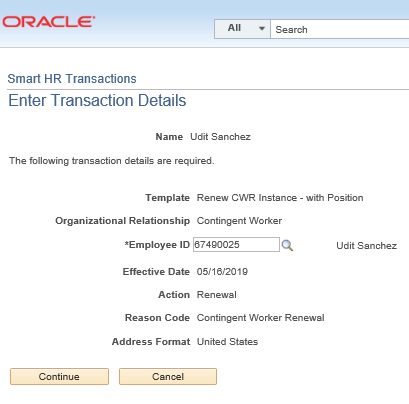 ORACLE®
All Search
Smart HR Transactions
Enter Transaction Details
Name Udit Sanchez
The following transaction details are required.
Template Renew CWR Instance - with Position
Organizational Relationship Contingent Worker
*Employee ID 67490025 Udit Sanchez
Effective Date 05/16/2019
Action Renewal
Reason Code Contingent Worker Renewal
Address Format United States
Continue Cancel